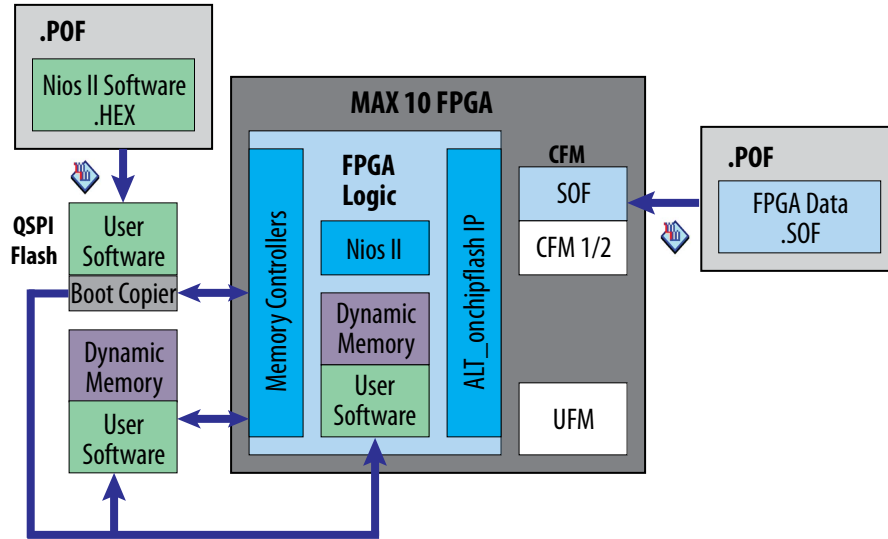 .POF
Nios II Software
.HEX
QSPI
Flash
User
Software
Boot Copier
Dynamic
Memory
User
Software
MAX 10 FPGA
Memory Controllers
FPGA
Logic
Nios II
Dynamic
Memory
User
Software
ALT_onchipflash IP
CFM
SOF
CFM 1/2
UFM
.POF
FPGA Data
.SOF